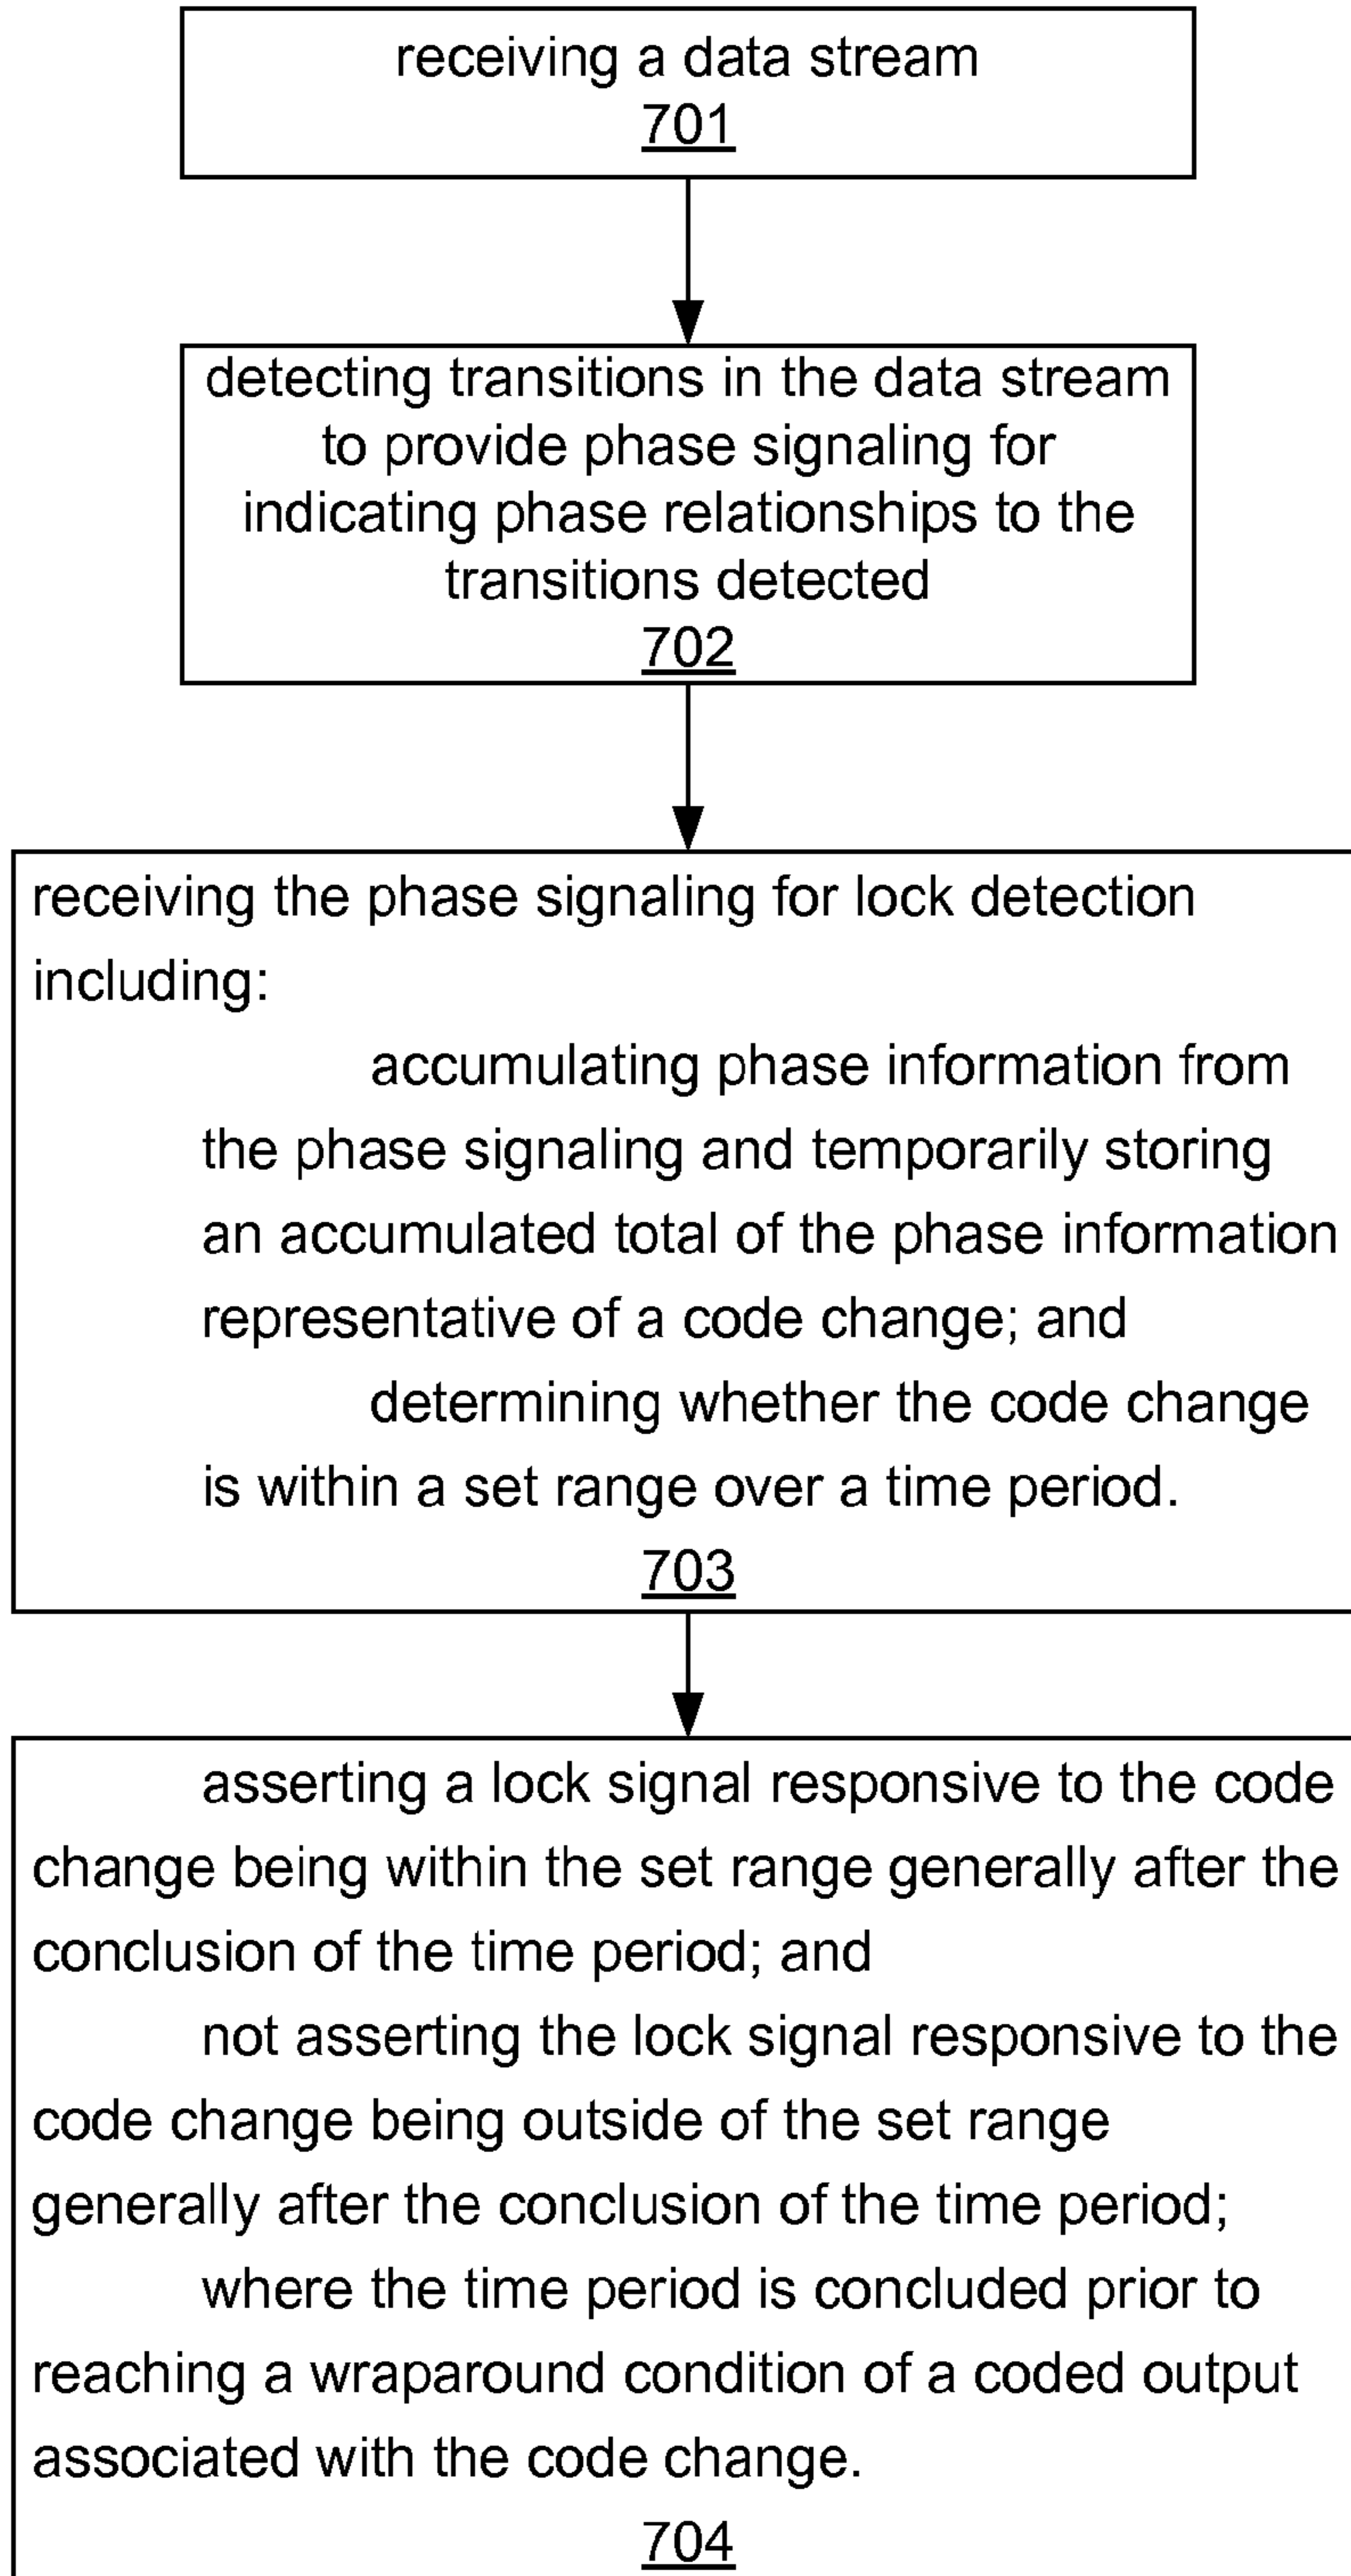 receiving a data stream
701
detecting transitions in the data stream
to provide phase signaling for
indicating phase relationships to the
transitions detected
702
receiving the phase signaling for lock detection
including:
accumulating phase information from
the phase signaling and temporarily storing
an accumulated total of the phase information
representative of a code change; and
determining whether the code change
is within a set range over a time period.
703
asserting a lock signal responsive to the code
change being within the set range generally after the
conclusion of the time period; and
not asserting the lock signal responsive to the
code change being outside of the set range
generally after the conclusion of the time period;
where the time period is concluded prior to
reaching a wraparound condition of a coded output
associated with the code change.
704